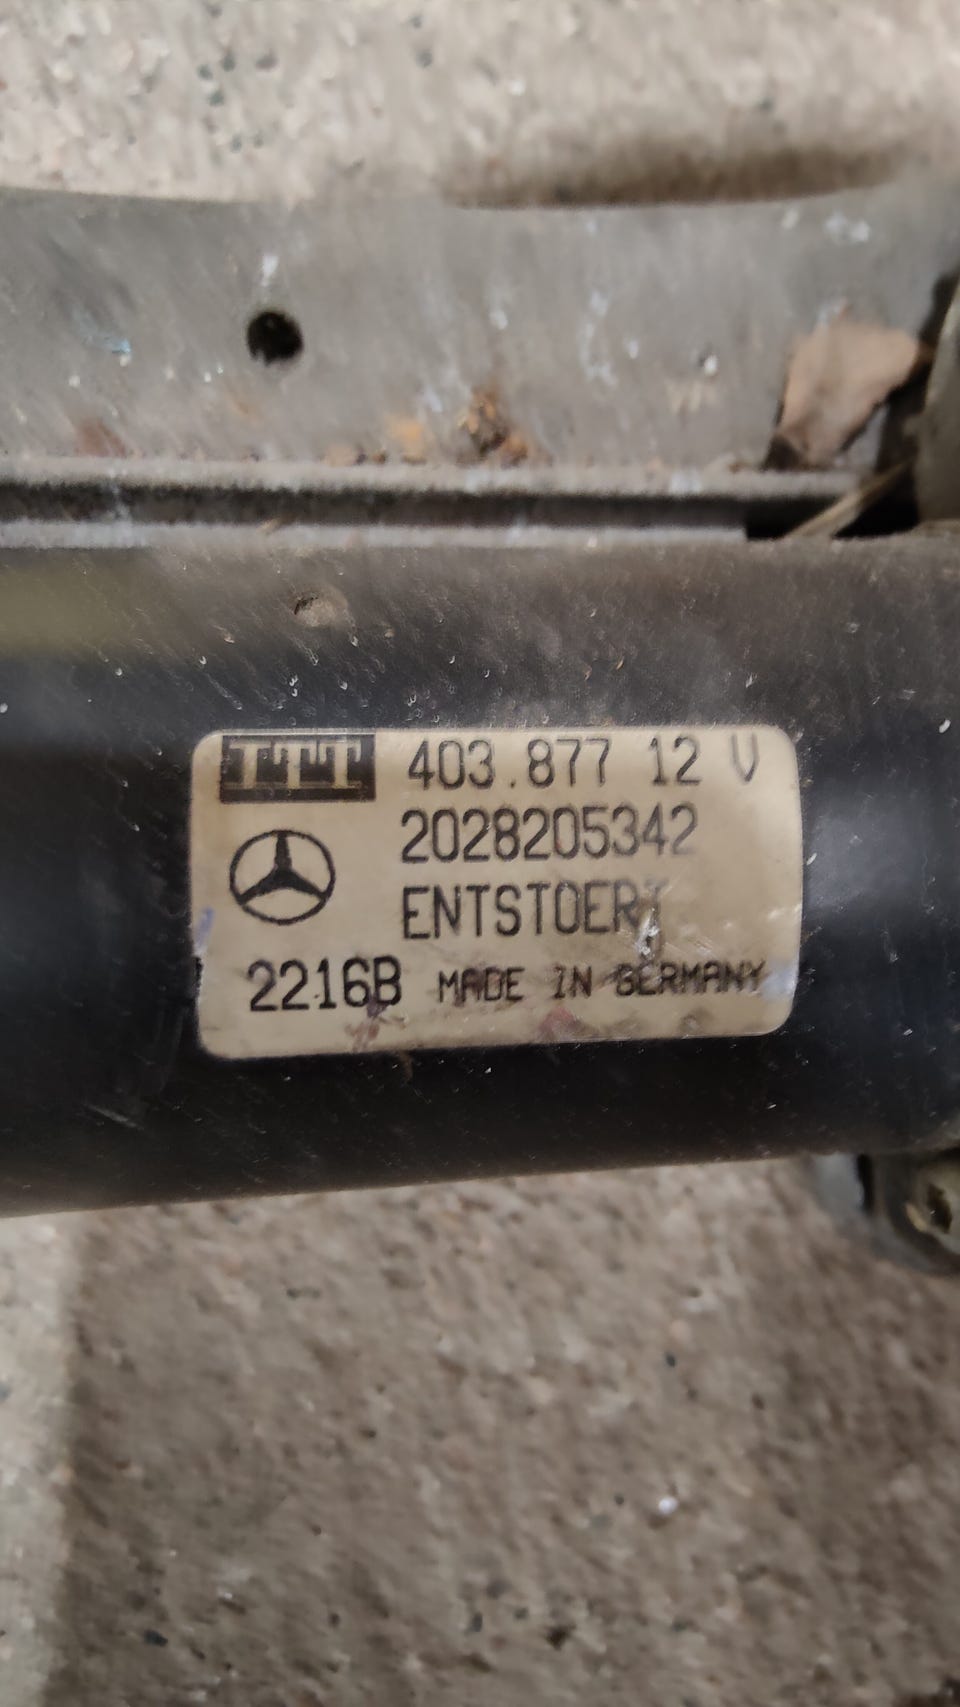 ITT 403.877 12 V
2028205342
ENTSTOERT
2216B MADE IN GERMANY